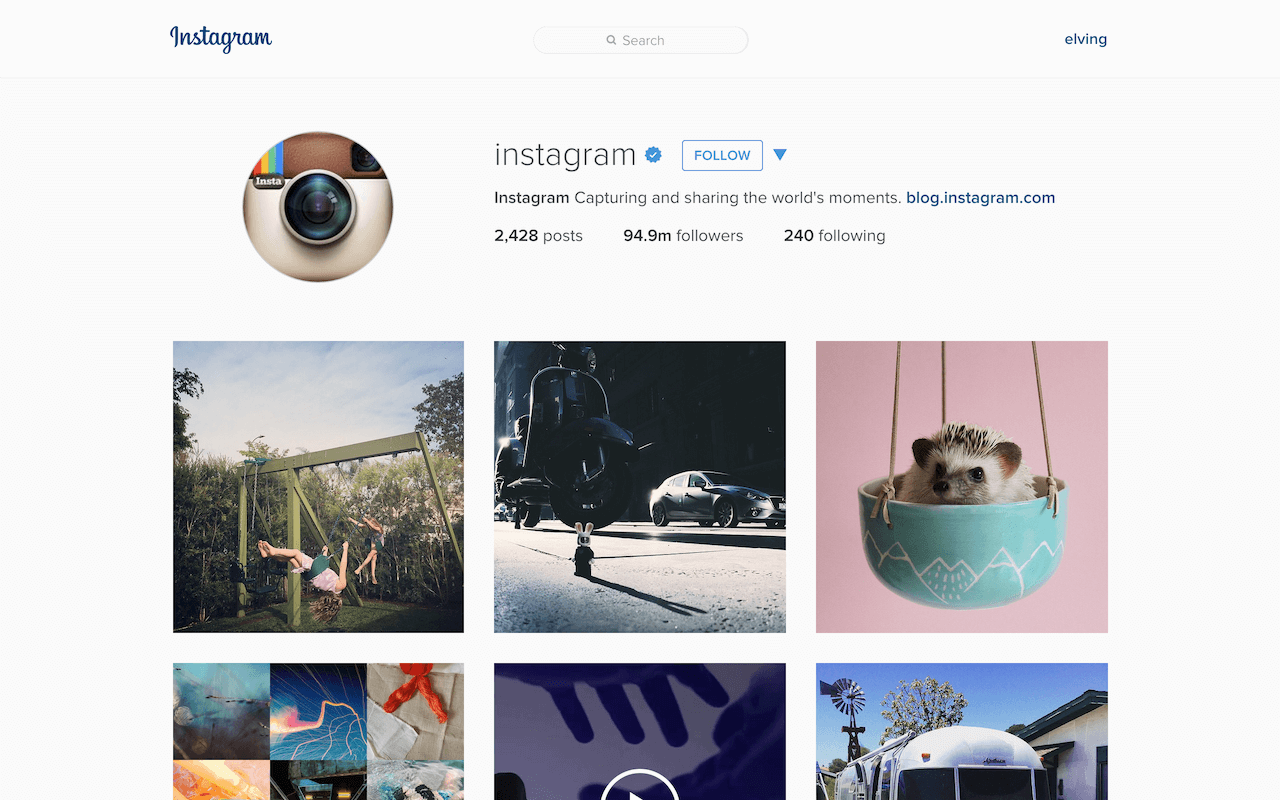 Instagram
Search
elving
Insta
instagram FOLLOW
Instagram Capturing and sharing the world's moments. blog.instagram.com
2,428 posts 94.9m followers 240 following